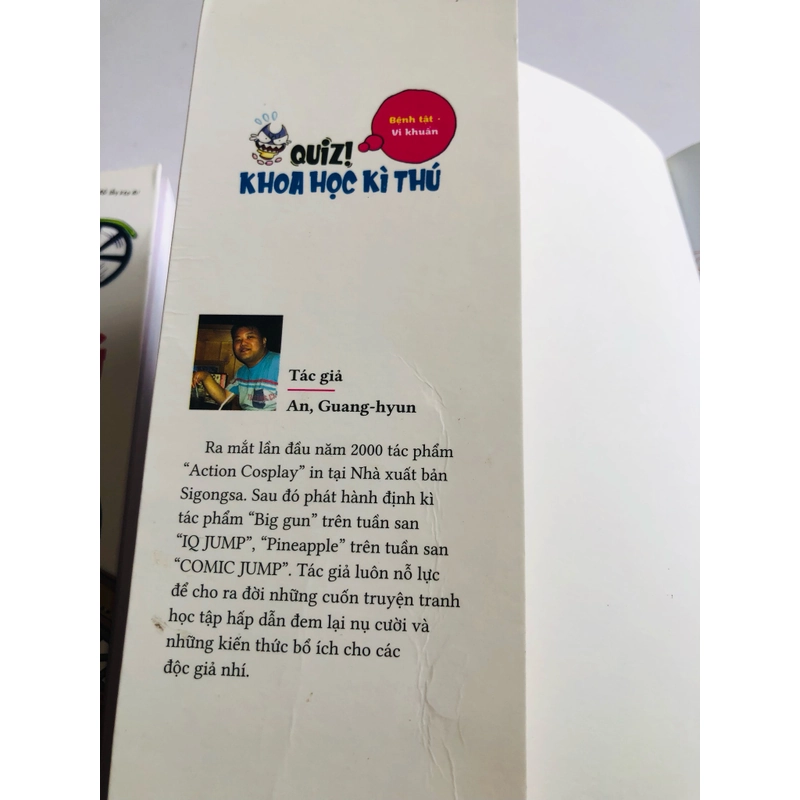 Bệnh tật ·
Vi khuẩn
QUIZ!
KHOA HỌC KÌ THÚ
Tác giả
An, Guang-hyun
Ra mắt lần đầu năm 2000 tác phẩm
“Action Cosplay” in tại Nhà xuất bản
Sigongsa. Sau đó phát hành định kì
tác phẩm “Big gun” trên tuần san
“IQ JUMP”, “Pineapple” trên tuần san
“COMIC JUMP”. Tác giả luôn nỗ lực
để cho ra đời những cuốn truyện tranh
học tập hấp dẫn đem lại nụ cười và
những kiến thức bổ ích cho các
độc giả nhí.